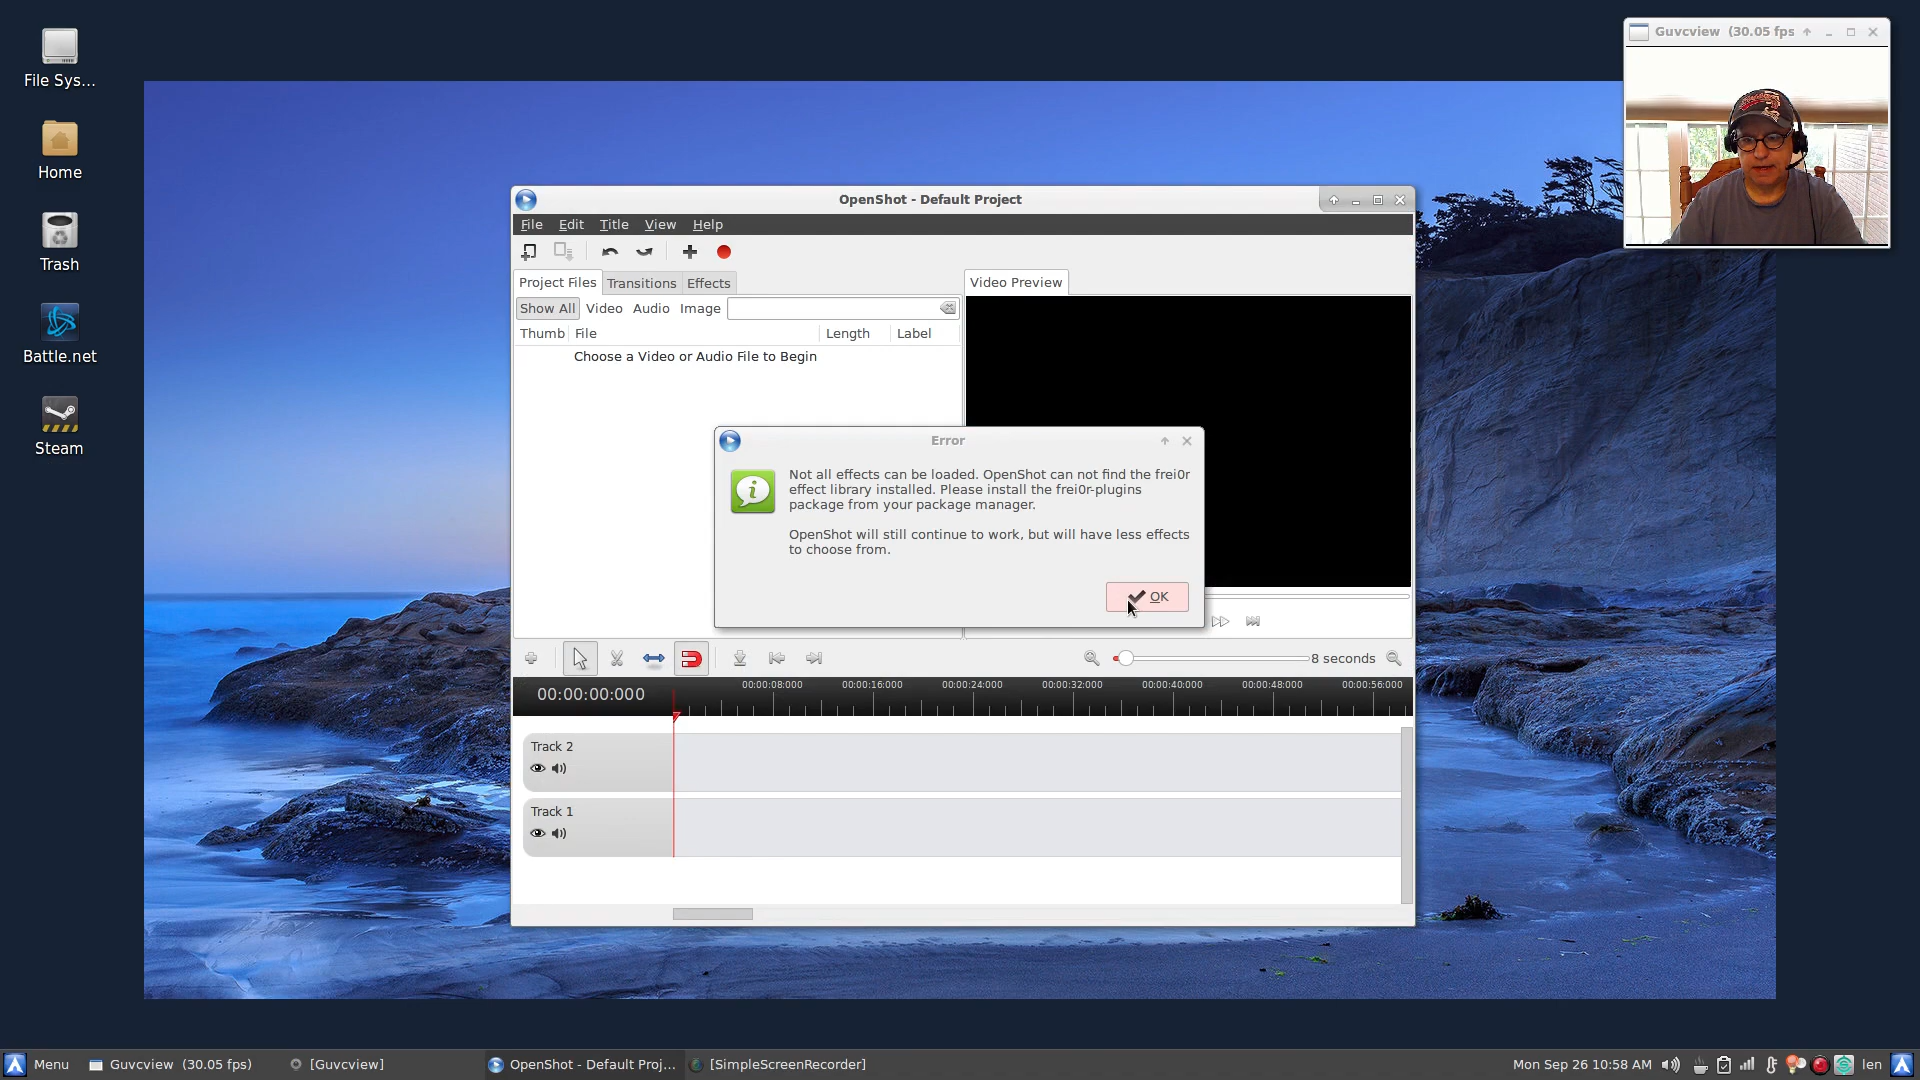 File Sys...
Home
Trash
Battle.net
Steam
Guvcview (30.05 fps
OpenShot - Default Project
File Edit Title View Help
Project Files Transitions Effects
Video Preview
Show All Video Audio Image
Thumb File Length Label
Choose a Video or Audio File to Begin
Error
Not all effects can be loaded. OpenShot can not find the frei0r
effect library installed. Please install the frei0r-plugins
package from your package manager.
OpenShot will still continue to work, but will have less effects
to choose from.
OK
8 seconds
00:00:00:000
00:00:08:000 00:00:16:000 00:00:24:000 00:00:32:000 00:00:40:000 00:00:48:000 00:00:56:000
Track 2
Track 1
Menu Guvcview (30.05 fps) [Guvcview] OpenShot - Default Proj... [SimpleScreenRecorder] Mon Sep 26 10:58 AM len